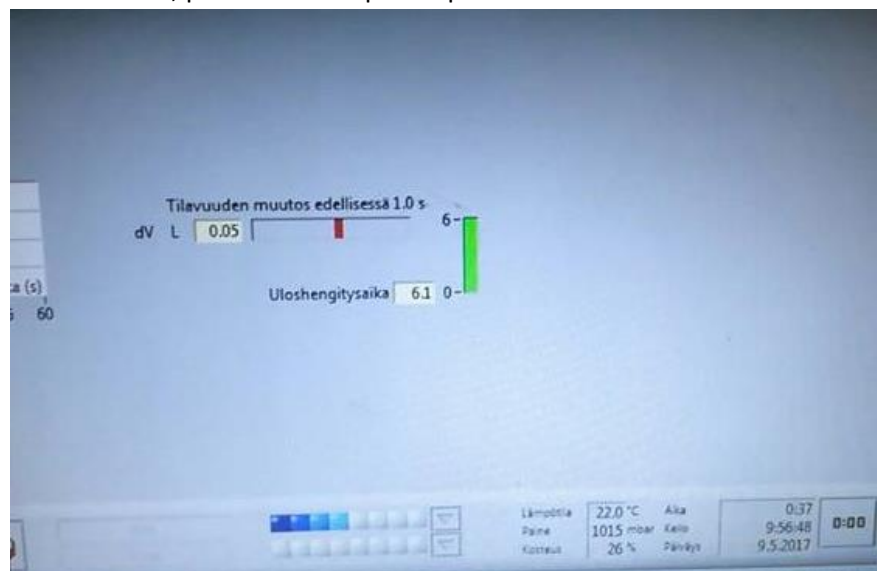 Tilavuuden muutos edellisessä 1.0 s
dV L 0.05
6
a (s)
Uloshengitysaika 6.1 0
60
Lämpötila 22.0 °C Aika 0:37
Paine 1015 mbar Kello 9:56:48 0:00
Kosteus 26 % Päiväys 9.5.2017